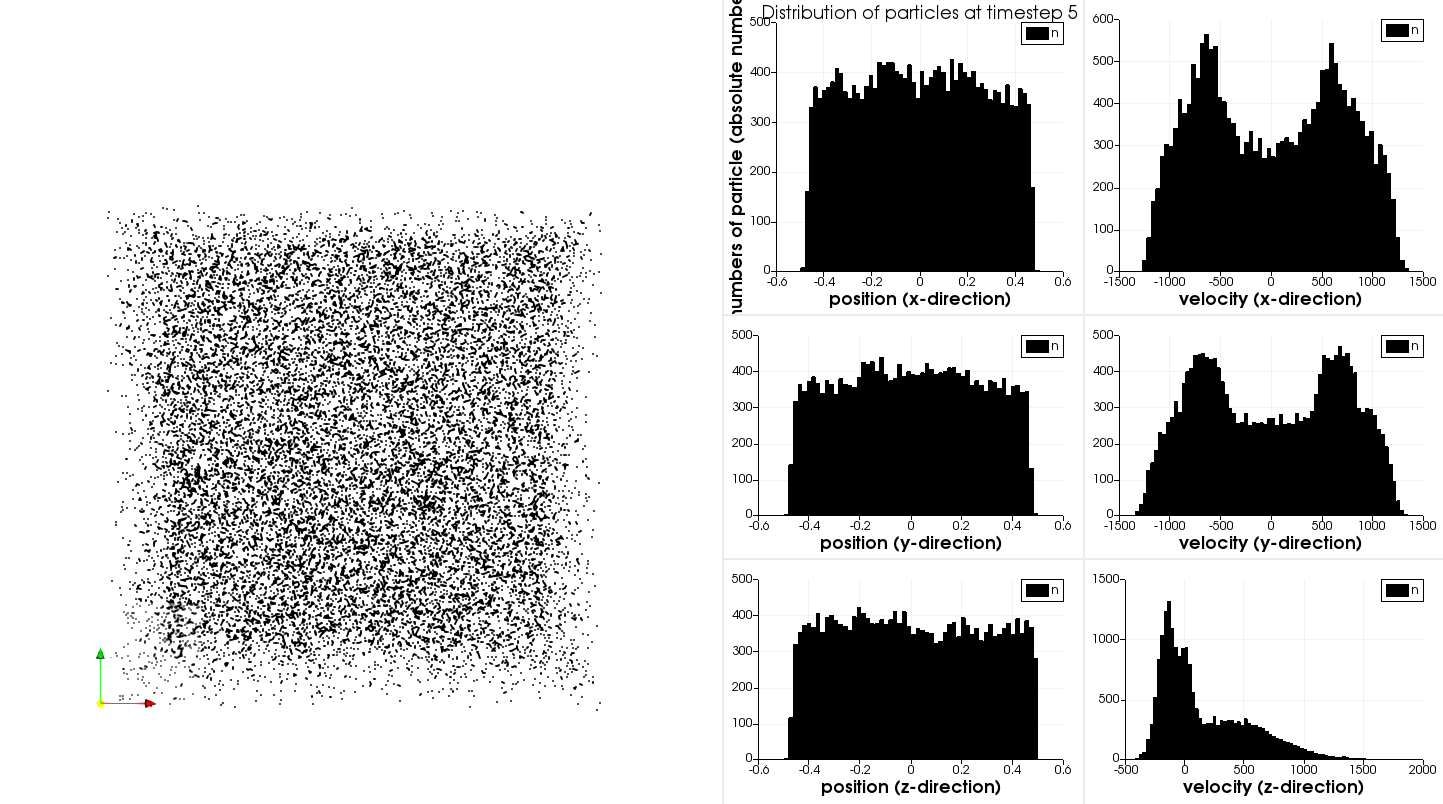 Distribution of particles at timestep 5
numbers of particle (absolute
n
500
400
300
200
100
0
-0.6 -0.4 -0.2 0 0.2 0.4 0.6
position (x-direction)
n
600
500
400
300
200
100
0
-1500 -1000 -500 0 500 1000 1500
velocity (x-direction)
n
500
400
300
200
100
0
-0.6 -0.4 -0.2 0 0.2 0.4 0.6
position (y-direction)
n
500
400
300
200
100
0
-1500 -1000 -500 0 500 1000 1500
velocity (y-direction)
n
500
400
300
200
100
0
-0.6 -0.4 -0.2 0 0.2 0.4 0.6
position (z-direction)
n
1500
1000
500
0
-500 0 500 1000 1500 2000
velocity (z-direction)